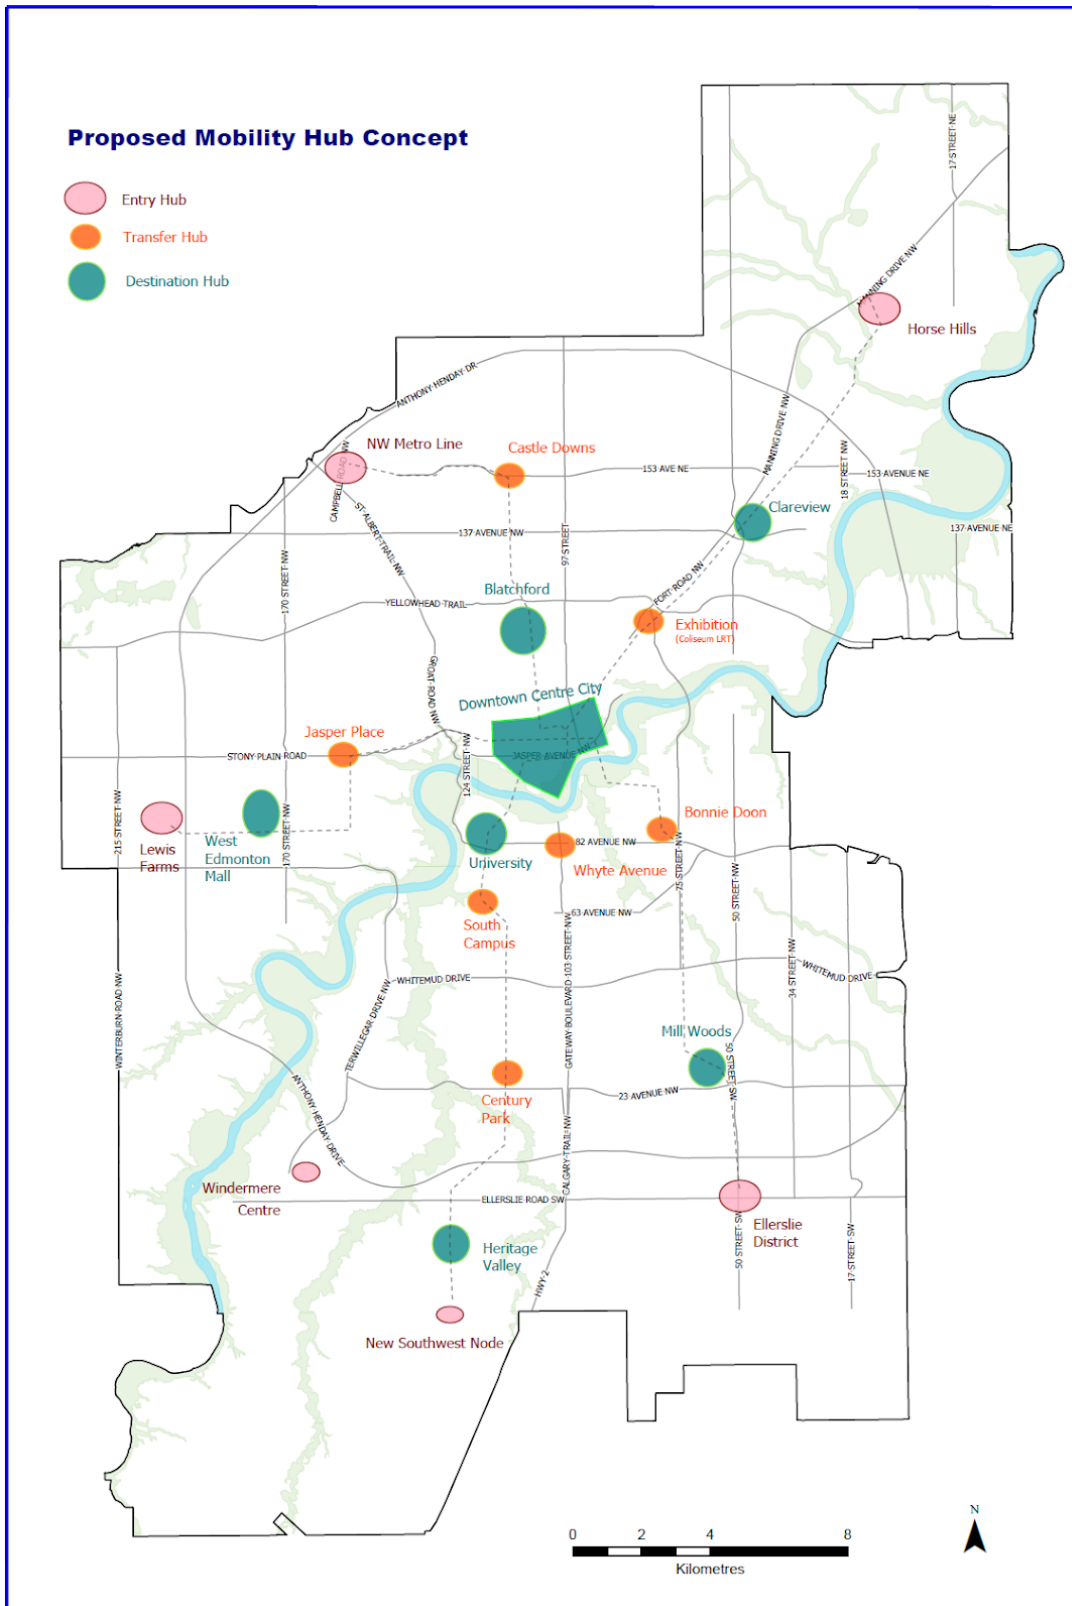 Proposed Mobility Hub Concept
Entry Hub
Transfer Hub
Destination Hub
17 STREET-NE
MANNING DRIVE NW
Horse Hills
ANTHONY-HENDAY-DR
NW Metro Line
Castle Downs
CAMPBELL ROAD NW
153 AVE NE
MANNING DRIVE NW
18 STREET NW
153 AVENUE NE
Clareview
ST-ALBERT-TRAIL-NW
137 AVENUE NW
97 STREET
137 AVENUE NE
170 STREET-NW
Blatchford
YELLOWHEAD-TRAIL
FORT-ROAD NW
Exhibition
(Coliseum LRT)
GROAT-ROAD NW
Downtown Centre City
Jasper Place
STONY-PLAIN ROAD
124 STREET-NW
JASPER AVENUE NW
Bonnie Doon
215 STREET-NW
Lewis
Farms
West
Edmonton
Mall
170 STREET-NW
University
82 AVENUE NW
Whyte Avenue
75 STREET-NW
50 STREET-NW
South
Campus
63 AVENUE NW
WINTERBURN-ROAD-NW
WHITEMUD DRIVE
TERWILLEGAR DRIVE NW
GATEWAY-BOULEVARD-103 STREET-NW
34 STREET-NW
WHITEMUD DRIVE
Mill Woods
50 STREET-SW
Century
Park
23 AVENUE NW
ANTHONY HENDAY DRIVE
CALGARY-TRAIL NW
Windermere
Centre
ELLERSLIE ROAD SW
Ellerslie
District
50 STREET-SW
17 STREET-SW
Heritage
Valley
HWY-2
New Southwest Node
N
0 2 4 8
Kilometres